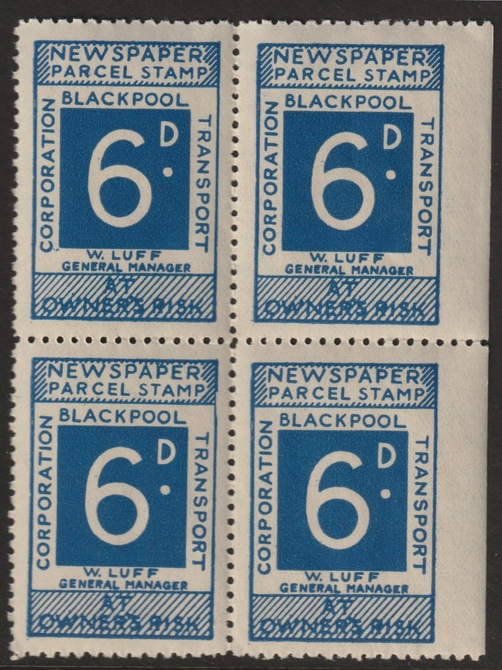 NEWSPAPER
PARCEL STAMP
BLACKPOOL
CORPORATION
TRANSPORT
6D.
W. LUFF
GENERAL MANAGER
AT
OWNER'S RISK
NEWSPAPER
PARCEL STAMP
BLACKPOOL
CORPORATION
TRANSPORT
6D.
W. LUFF
GENERAL MANAGER
AT
OWNER'S RISK
NEWSPAPER
PARCEL STAMP
BLACKPOOL
CORPORATION
TRANSPORT
6D.
W. LUFF
GENERAL MANAGER
AT
OWNER'S RISK
NEWSPAPER
PARCEL STAMP
BLACKPOOL
CORPORATION
TRANSPORT
6D.
W. LUFF
GENERAL MANAGER
AT
OWNER'S RISK